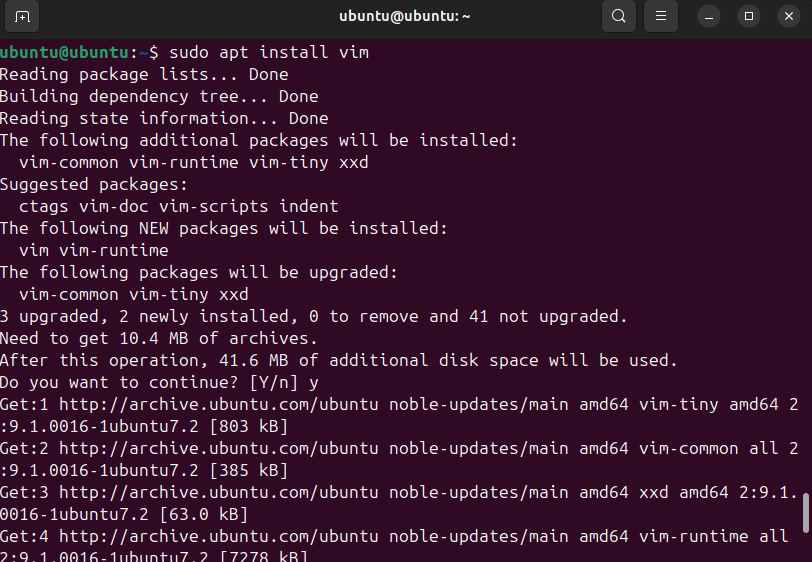 ubuntu@ubuntu: ~
ubuntu@ubuntu:~$ sudo apt install vim
Reading package lists... Done
Building dependency tree... Done
Reading state information... Done
The following additional packages will be installed:
  vim-common vim-runtime vim-tiny xxd
Suggested packages:
  ctags vim-doc vim-scripts indent
The following NEW packages will be installed:
  vim vim-runtime
The following packages will be upgraded:
  vim-common vim-tiny xxd
3 upgraded, 2 newly installed, 0 to remove and 41 not upgraded.
Need to get 10.4 MB of archives.
After this operation, 41.6 MB of additional disk space will be used.
Do you want to continue? [Y/n] y
Get:1 http://archive.ubuntu.com/ubuntu noble-updates/main amd64 vim-tiny amd64 2
:9.1.0016-1ubuntu7.2 [803 kB]
Get:2 http://archive.ubuntu.com/ubuntu noble-updates/main amd64 vim-common all 2
:9.1.0016-1ubuntu7.2 [385 kB]
Get:3 http://archive.ubuntu.com/ubuntu noble-updates/main amd64 xxd amd64 2:9.1.
0016-1ubuntu7.2 [63.0 kB]
Get:4 http://archive.ubuntu.com/ubuntu noble-updates/main amd64 vim-runtime all
2:9.1.0016-1ubuntu7.2 [7278 kB]